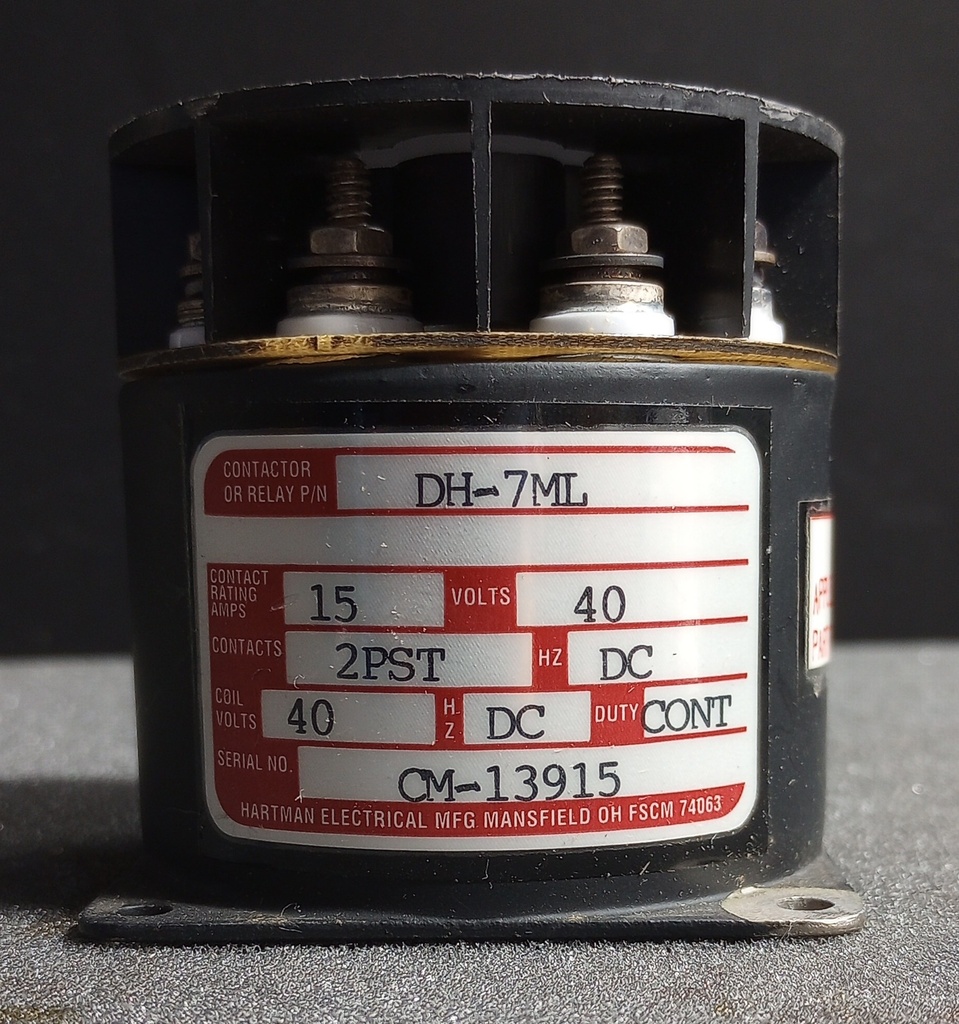 CONTACTOR
OR RELAY P/N DH-7ML
CONTACT
RATING
AMPS 15 VOLTS 40
CONTACTS 2PST HZ DC
COIL
VOLTS 40 HZ DC DUTY CONT
SERIAL NO. CM-13915
HARTMAN ELECTRICAL MFG MANSFIELD OH FSCM 74063